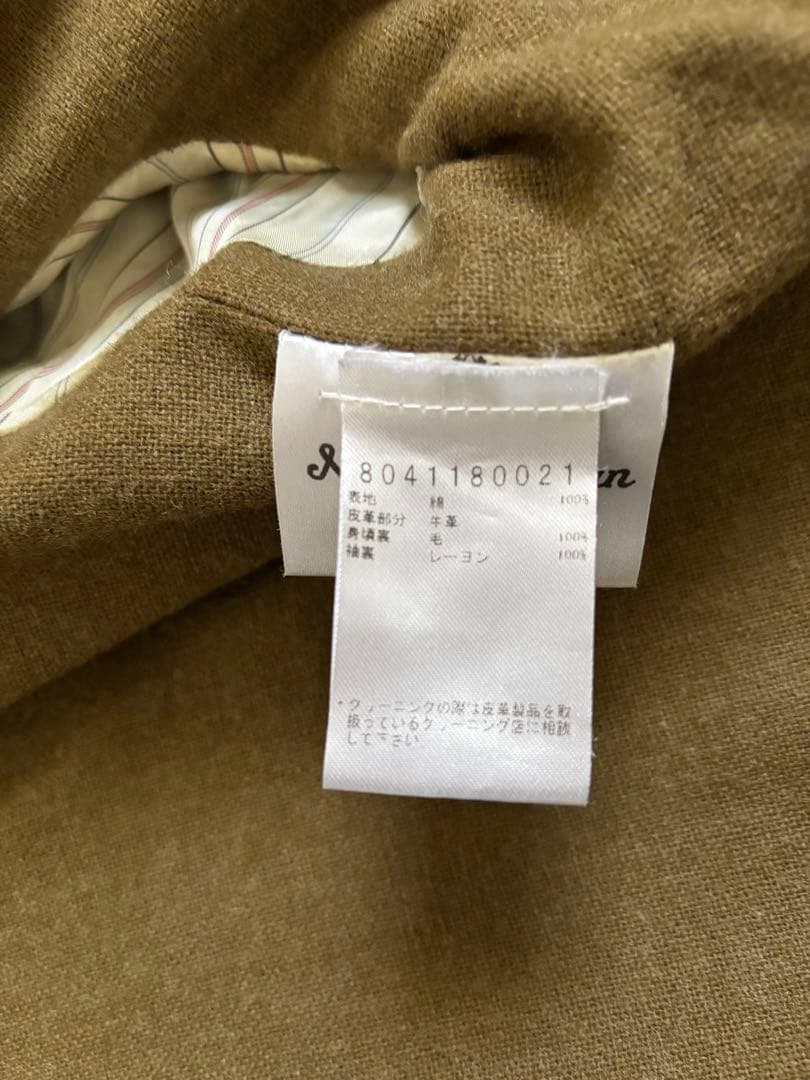 8041180021
表地 綿 100%
皮革部分 牛革
身頃裏 毛 100%
袖裏 レーヨン 100%
・クリーニングの際は皮革製品を取
扱っているクリーニング店に相談
して下さい